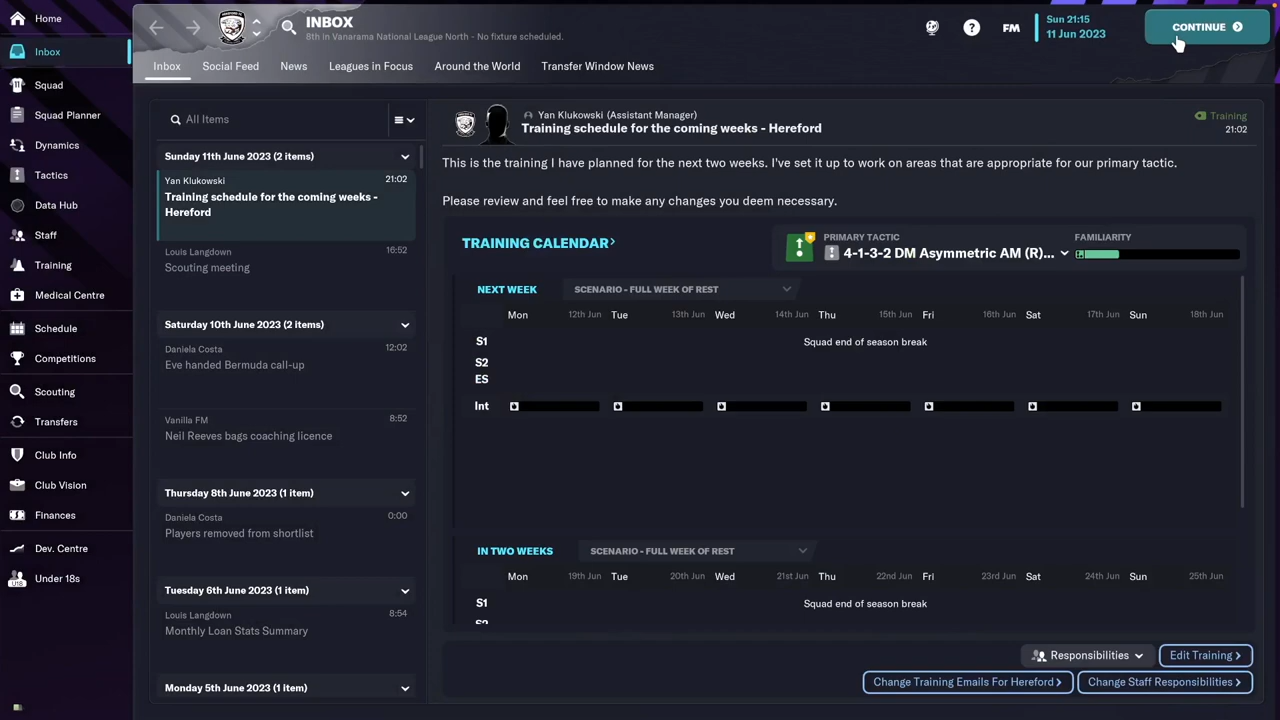 Home
INBOX
8th in Vanarama National League North - No fixture scheduled.
FM
Sun 21:15
11 Jun 2023
CONTINUE
Inbox
Squad
Squad Planner
Dynamics
Tactics
Data Hub
Staff
Training
Medical Centre
Schedule
Competitions
Scouting
Transfers
Club Info
Club Vision
Finances
Dev. Centre
Under 18s
Inbox
Social Feed
News
Leagues in Focus
Around the World
Transfer Window News
All Items
Sunday 11th June 2023 (2 items)
Yan Klukowski 21:02
Training schedule for the coming weeks -
Hereford
Louis Langdown 16:52
Scouting meeting
Saturday 10th June 2023 (2 items)
Daniela Costa 12:02
Eve handed Bermuda call-up
Vanilla FM 8:52
Neil Reeves bags coaching licence
Thursday 8th June 2023 (1 item)
Daniela Costa 0:00
Players removed from shortlist
Tuesday 6th June 2023 (1 item)
Louis Langdown 8:54
Monthly Loan Stats Summary
Monday 5th June 2023 (1 item)
Yan Klukowski (Assistant Manager)
Training schedule for the coming weeks - Hereford
Training
21:02
This is the training I have planned for the next two weeks. I've set it up to work on areas that are appropriate for our primary tactic.
Please review and feel free to make any changes you deem necessary.
TRAINING CALENDAR
PRIMARY TACTIC
4-1-3-2 DM Asymmetric AM (R)...
FAMILIARITY
NEXT WEEK SCENARIO - FULL WEEK OF REST
Mon 12th Jun Tue 13th Jun Wed 14th Jun Thu 15th Jun Fri 16th Jun Sat 17th Jun Sun 18th Jun
S1 Squad end of season break
S2
ES
Int
IN TWO WEEKS SCENARIO - FULL WEEK OF REST
Mon 19th Jun Tue 20th Jun Wed 21st Jun Thu 22nd Jun Fri 23rd Jun Sat 24th Jun Sun 25th Jun
S1 Squad end of season break
S2
Responsibilities
Edit Training >
Change Training Emails For Hereford >
Change Staff Responsibilities >